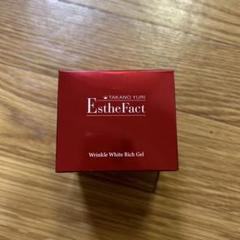 TAKANO YURI
EstheFact
Wrinkle White Rich Gel